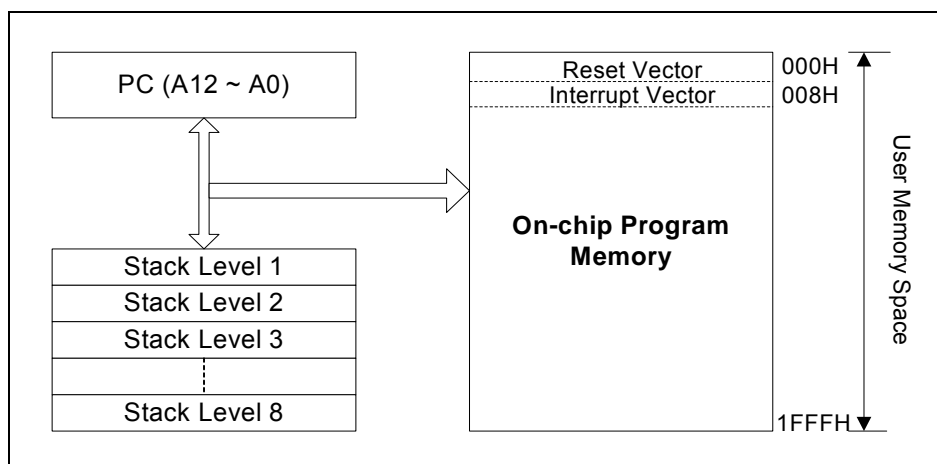 PC (A12 ~ A0)
Stack Level 1
Stack Level 2
Stack Level 3
Stack Level 8
Reset Vector
Interrupt Vector
On-chip Program
Memory
000H
008H
1FFFH
User Memory Space